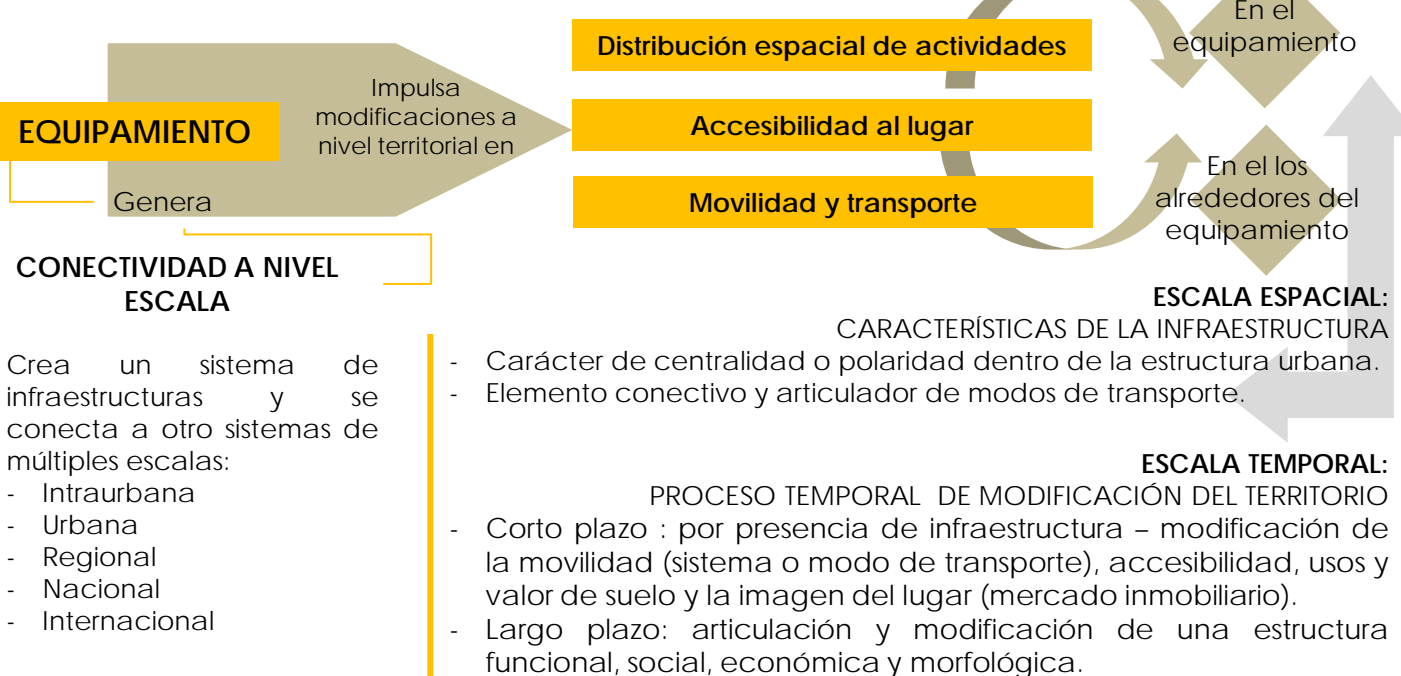 EQUIPAMIENTO
Genera
Impulsa
modificaciones a
nivel territorial en
Distribución espacial de actividades
Accesibilidad al lugar
Movilidad y transporte
En el
equipamiento
En el los
alrededores del
equipamiento
CONECTIVIDAD A NIVEL
ESCALA
Crea un sistema de
infraestructuras y se
conecta a otro sistemas de
múltiples escalas:
- Intraurbana
- Urbana
- Regional
- Nacional
- Internacional
ESCALA ESPACIAL:
CARACTERÍSTICAS DE LA INFRAESTRUCTURA
- Carácter de centralidad o polaridad dentro de la estructura urbana.
- Elemento conectivo y articulador de modos de transporte.
ESCALA TEMPORAL:
PROCESO TEMPORAL DE MODIFICACIÓN DEL TERRITORIO
- Corto plazo : por presencia de infraestructura – modificación de
la movilidad (sistema o modo de transporte), accesibilidad, usos y
valor de suelo y la imagen del lugar (mercado inmobiliario).
- Largo plazo: articulación y modificación de una estructura
funcional, social, económica y morfológica.